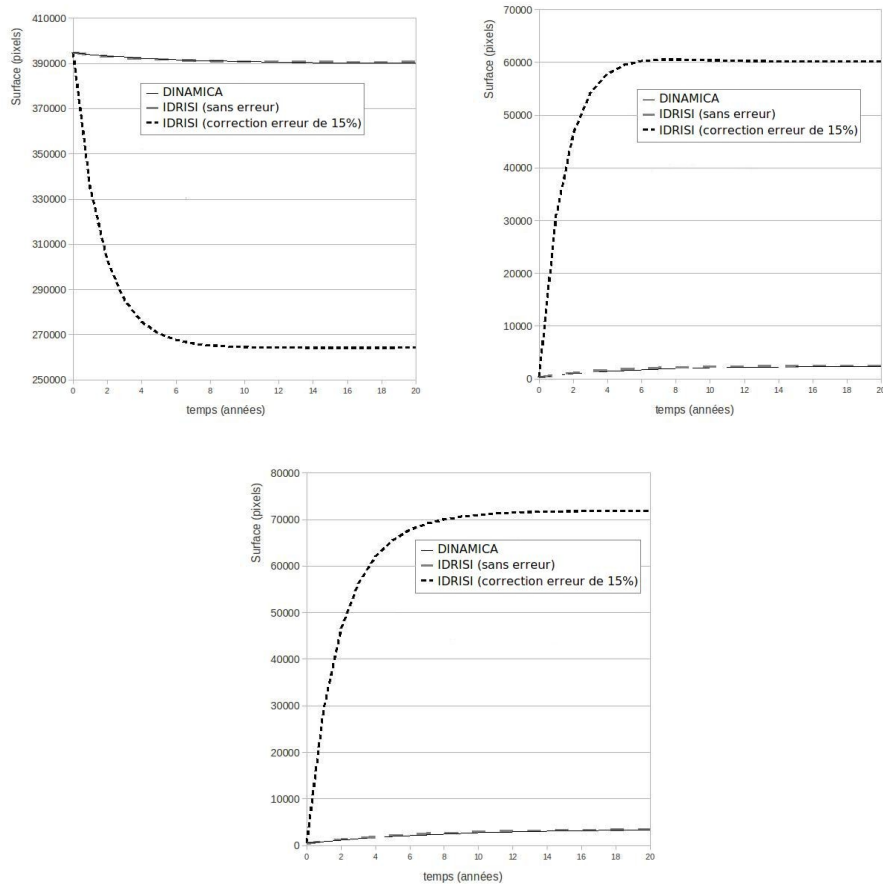 Surface (pixels)
410000
390000
370000
350000
330000
310000
290000
270000
250000
0 2 4 6 8 10 12 14 16 18 20
temps (années)
DINAMICA
IDRISI (sans erreur)
IDRISI (correction erreur de 15%)
Surface (pixels)
70000
60000
50000
40000
30000
20000
10000
0
0 2 4 6 8 10 12 14 16 18 20
temps (années)
DINAMICA
IDRISI (sans erreur)
IDRISI (correction erreur de 15%)
Surface (pixels)
80000
70000
60000
50000
40000
30000
20000
10000
0
0 2 4 6 8 10 12 14 16 18 20
temps (années)
DINAMICA
IDRISI (sans erreur)
IDRISI (correction erreur de 15%)